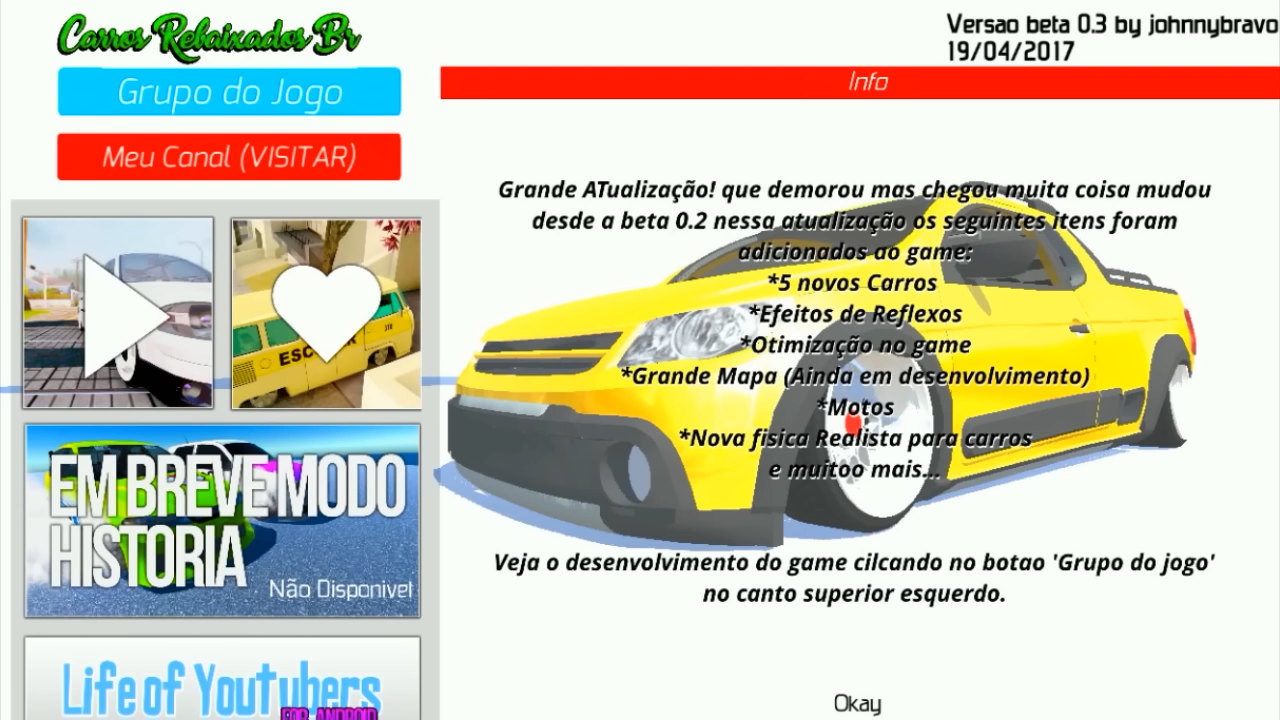 Carros Rebaixados Br
Versao beta 0.3 by johnnybravo
19/04/2017
Grupo do Jogo
Info
Meu Canal (VISITAR)
Grande ATualização! que demorou mas chegou muita coisa mudou
desde a beta 0.2 nessa atualização os seguintes itens foram
adicionados ao game:
*5 novos Carros
*Efeitos de Reflexos
*Otimização no game
*Grande Mapa (Ainda em desenvolvimento)
*Motos
*Nova fisica Realista para carros
e muitoo mais...
EM BREVE MODO
HISTORIA
Não Disponivel
Veja o desenvolvimento do game cilcando no botao 'Grupo do jogo'
no canto superior esquerdo.
Life of Youtubers
FOR ANDROID
Okay